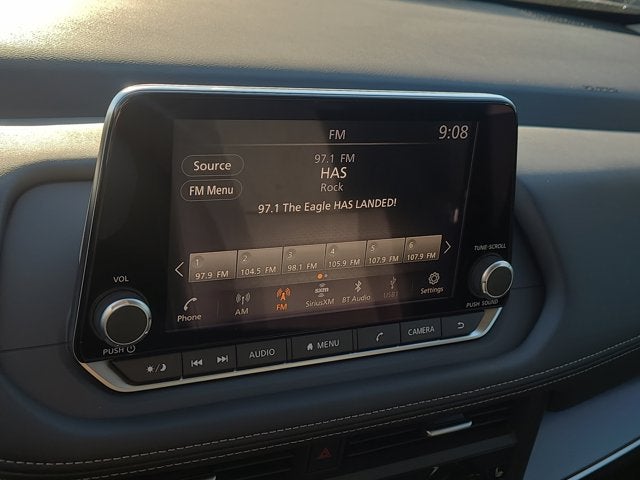 FM 9:08
Source
FM Menu
97.1 FM
HAS
Rock
97.1 The Eagle HAS LANDED!
1 2 3 4 5 6
97.9 FM 104.5 FM 98.1 FM 105.9 FM 107.9 FM 107.9 FM
VOL
TUNE·SCROLL
PUSH
PUSH SOUND
Phone AM FM SiriusXM BT Audio USB1 Settings
AUDIO MENU CAMERA